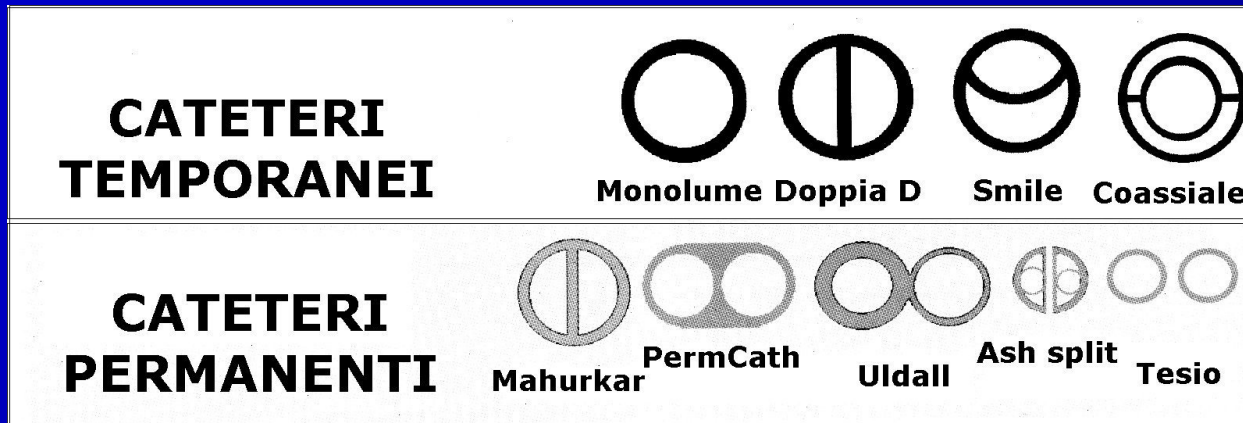 CATETERI
TEMPORANEI
Monolume Doppia D Smile Coassiale
CATETERI
PERMANENTI
Mahurkar PermCath Uldall Ash split Tesio